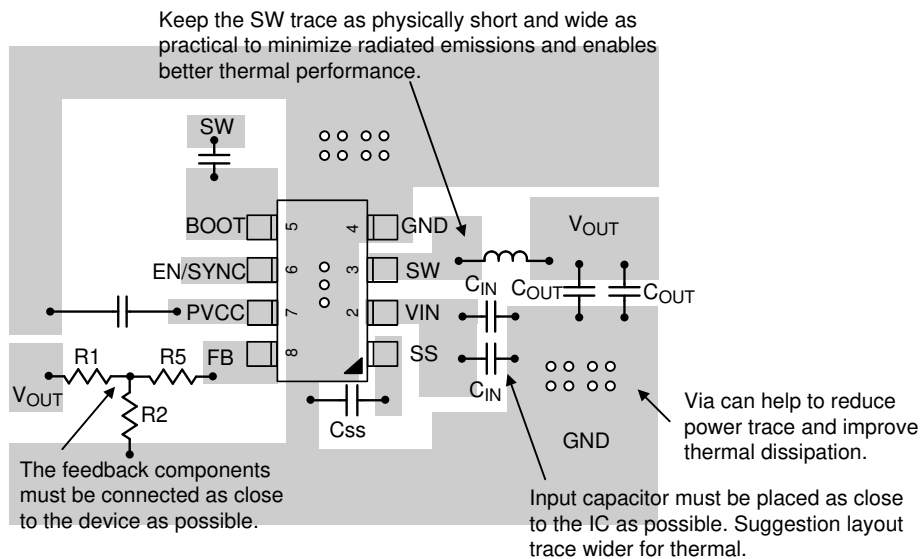 Keep the SW trace as physically short and wide as
practical to minimize radiated emissions and enables
better thermal performance.
SW
BOOT
5
4
GND
VOUT
EN/SYNC
6
3
SW
CIN
COUT
COUT
PVCC
7
2
VIN
R1
R5
FB
8
SS
VOUT
R2
CIN
Css
GND
Via can help to reduce
power trace and improve
thermal dissipation.
The feedback components
must be connected as close
to the device as possible.
Input capacitor must be placed as close
to the IC as possible. Suggestion layout
trace wider for thermal.